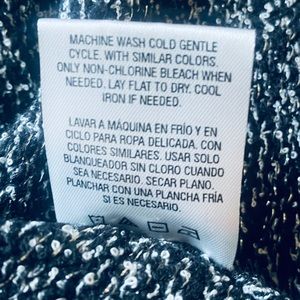 MACHINE WASH COLD GENTLE
CYCLE. WITH SIMILAR COLORS.
ONLY NON-CHLORINE BLEACH WHEN
NEEDED. LAY FLAT TO DRY. COOL
IRON IF NEEDED.
LAVAR A MÁQUINA EN FRÍO Y EN
CICLO PARA ROPA DELICADA. CON
COLORES SIMILARES. USAR SOLO
BLANQUEADOR SIN CLORO CUANDO
SEA NECESARIO. SECAR PLANO.
PLANCHAR CON UNA PLANCHA FRÍA
SI ES NECESARIO.